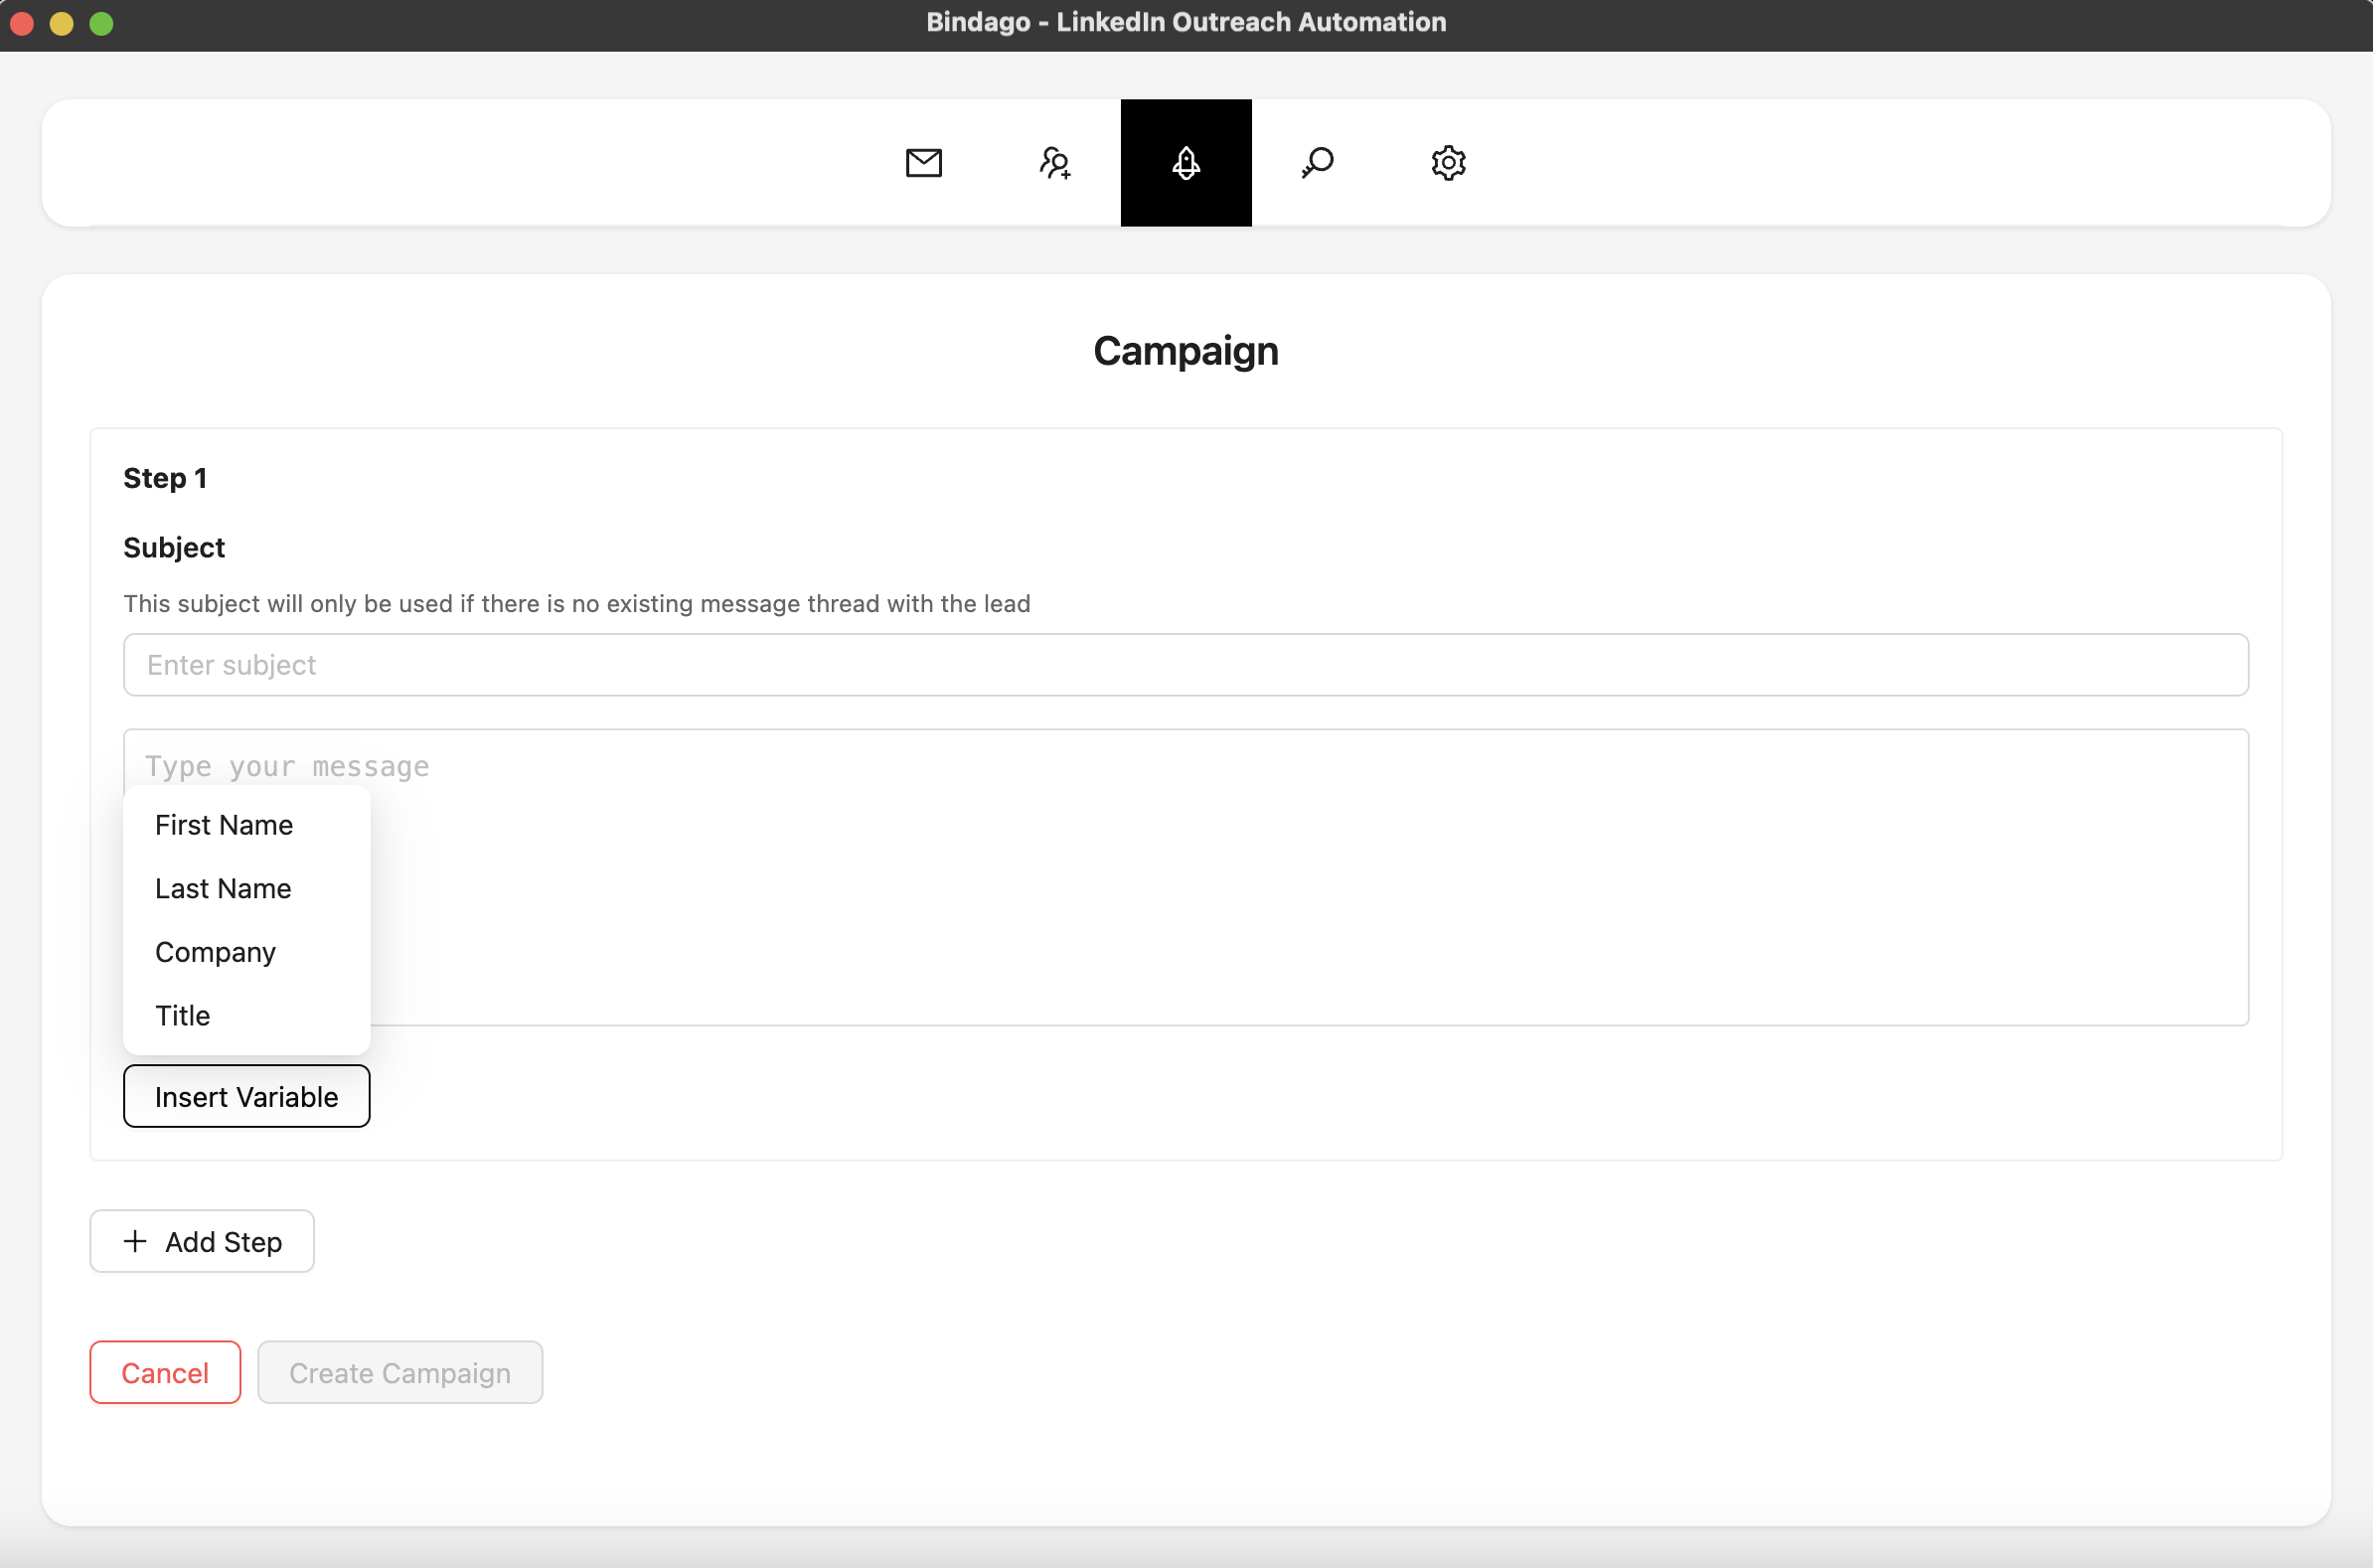 Bindago - LinkedIn Outreach Automation
Campaign
Step 1
Subject
This subject will only be used if there is no existing message thread with the lead
Enter subject
Type your message
First Name
Last Name
Company
Title
Insert Variable
Add Step
Cancel
Create Campaign